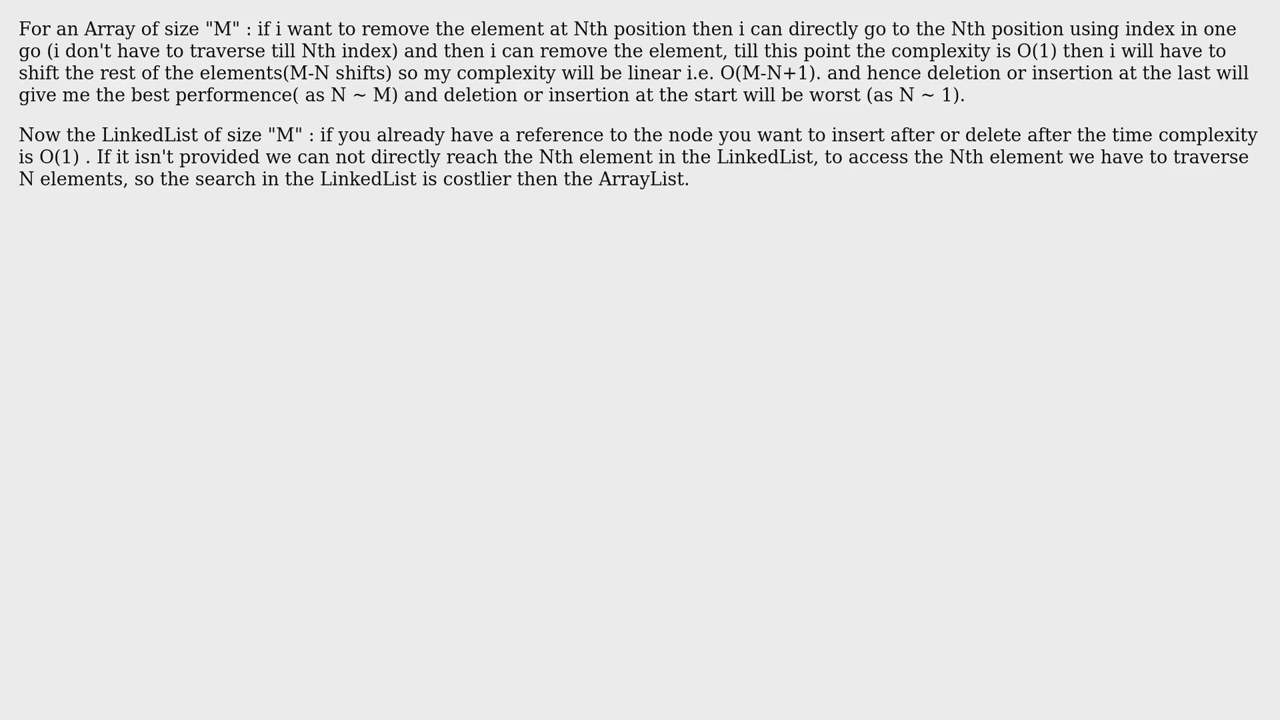 For an Array of size "M" : if i want to remove the element at Nth position then i can directly go to the Nth position using index in one
go (i don't have to traverse till Nth index) and then i can remove the element, till this point the complexity is O(1) then i will have to
shift the rest of the elements(M-N shifts) so my complexity will be linear i.e. O(M-N+1). and hence deletion or insertion at the last will
give me the best performence( as N ~ M) and deletion or insertion at the start will be worst (as N ~ 1).
Now the LinkedList of size "M" : if you already have a reference to the node you want to insert after or delete after the time complexity
is O(1) . If it isn't provided we can not directly reach the Nth element in the LinkedList, to access the Nth element we have to traverse
N elements, so the search in the LinkedList is costlier then the ArrayList.